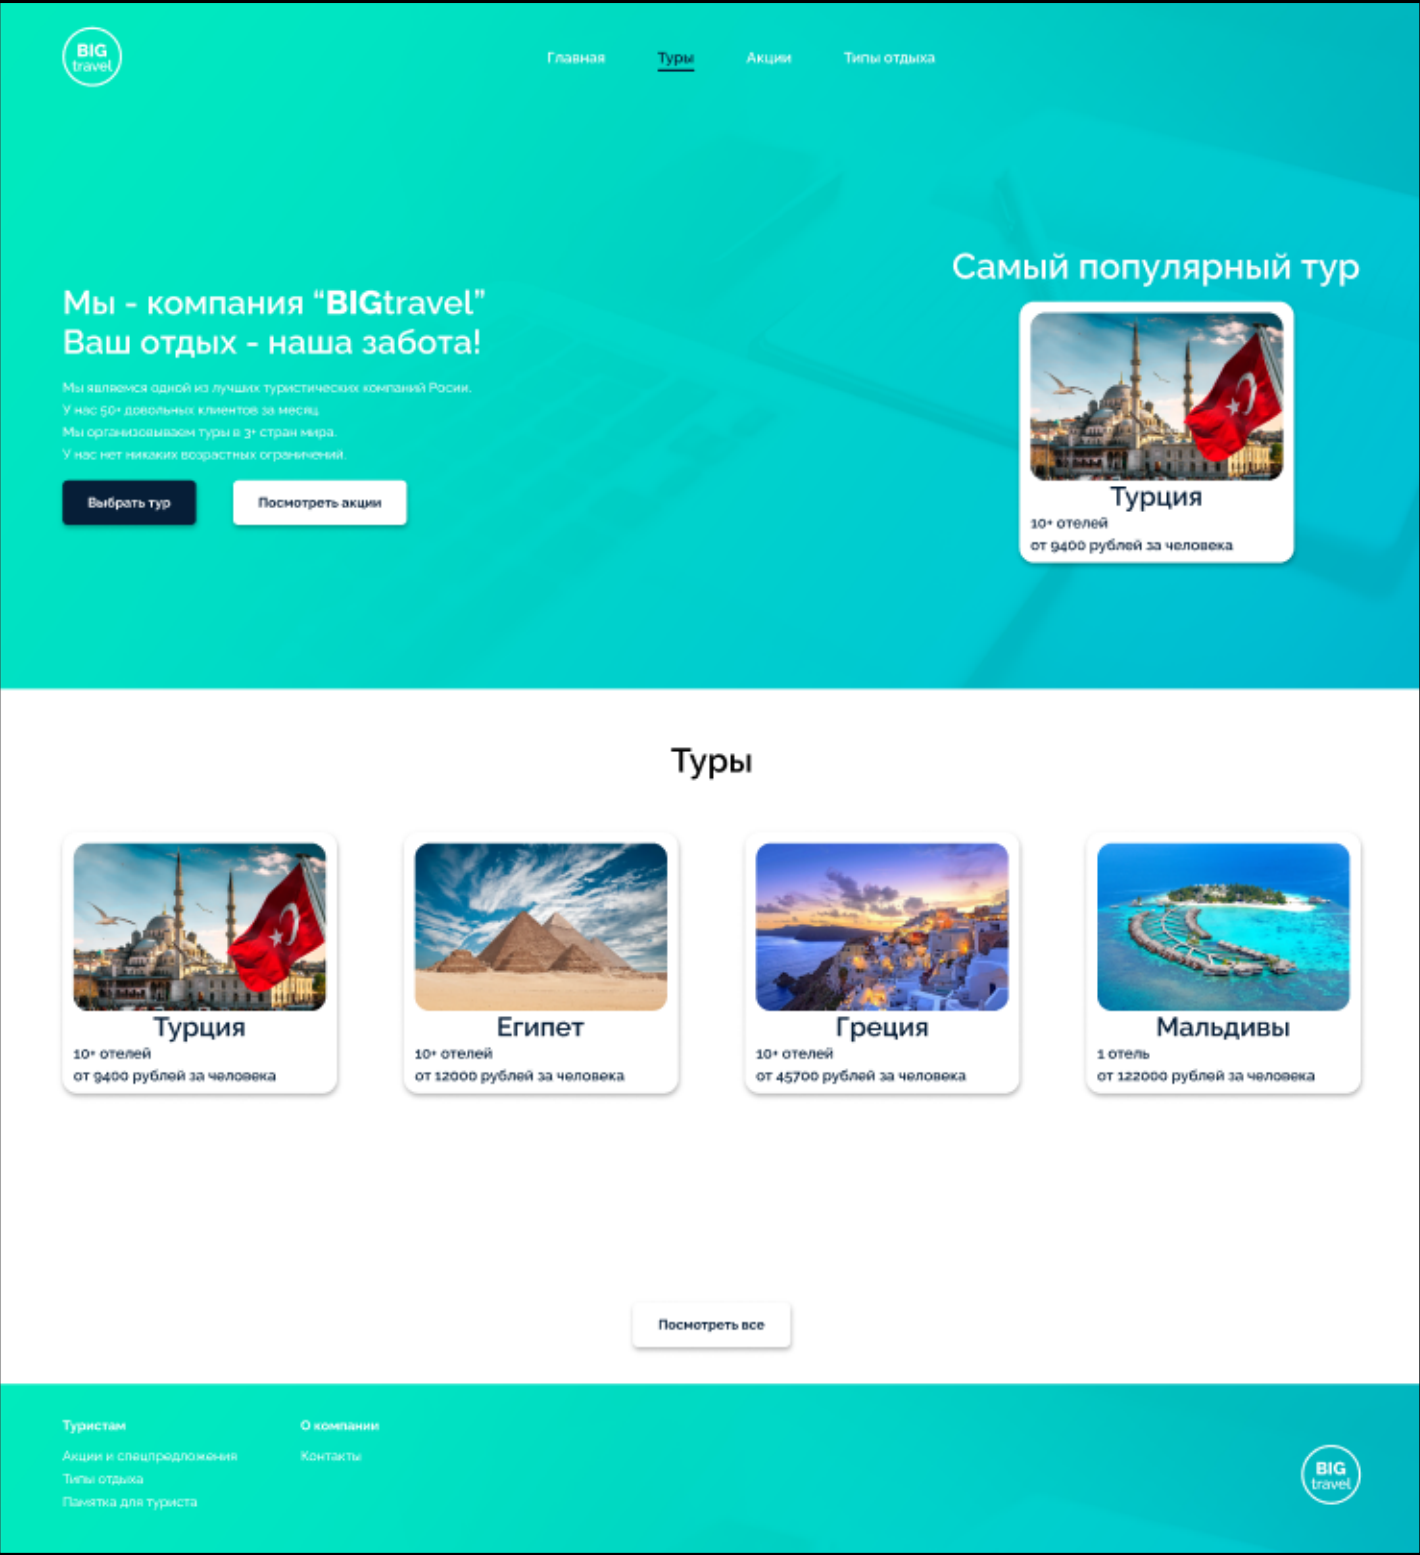 BIG
travel
Главная Туры Акции Типы отдыха
Самый популярный тур
Мы - компания “BIGtravel”
Ваш отдых - наша забота!
Мы являемся одной из лучших туристических компаний Росии.
У нас 50+ довольных клиентов за месяц.
Мы организовываем туры в 3+ стран мира.
У нас нет никаких возрастных ограничений.
Выбрать тур Посмотреть акции
Турция
10+ отелей
от 9400 рублей за человека
Туры
Турция
10+ отелей
от 9400 рублей за человека
Египет
10+ отелей
от 12000 рублей за человека
Греция
10+ отелей
от 45700 рублей за человека
Мальдивы
1 отель
от 122000 рублей за человека
Посмотреть все
Туристам
Акции и спецпредложения
Типы отдыха
Памятка для туриста
О компании
Контакты
BIG
travel